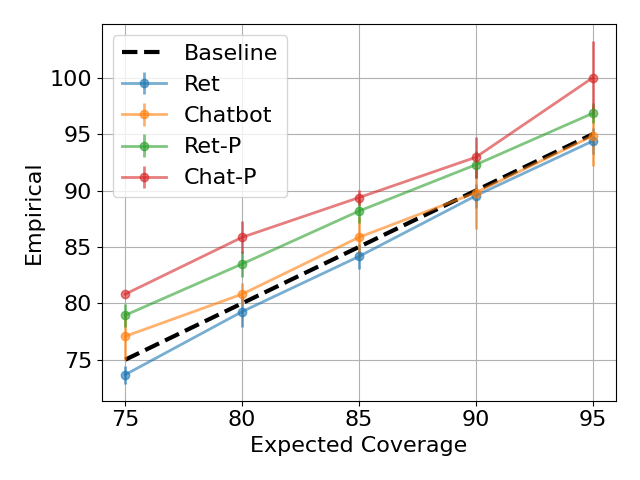 Baseline
Ret
Chatbot
Ret-P
Chat-P
Empirical
100
95
90
85
80
75
75 80 85 90 95
Expected Coverage